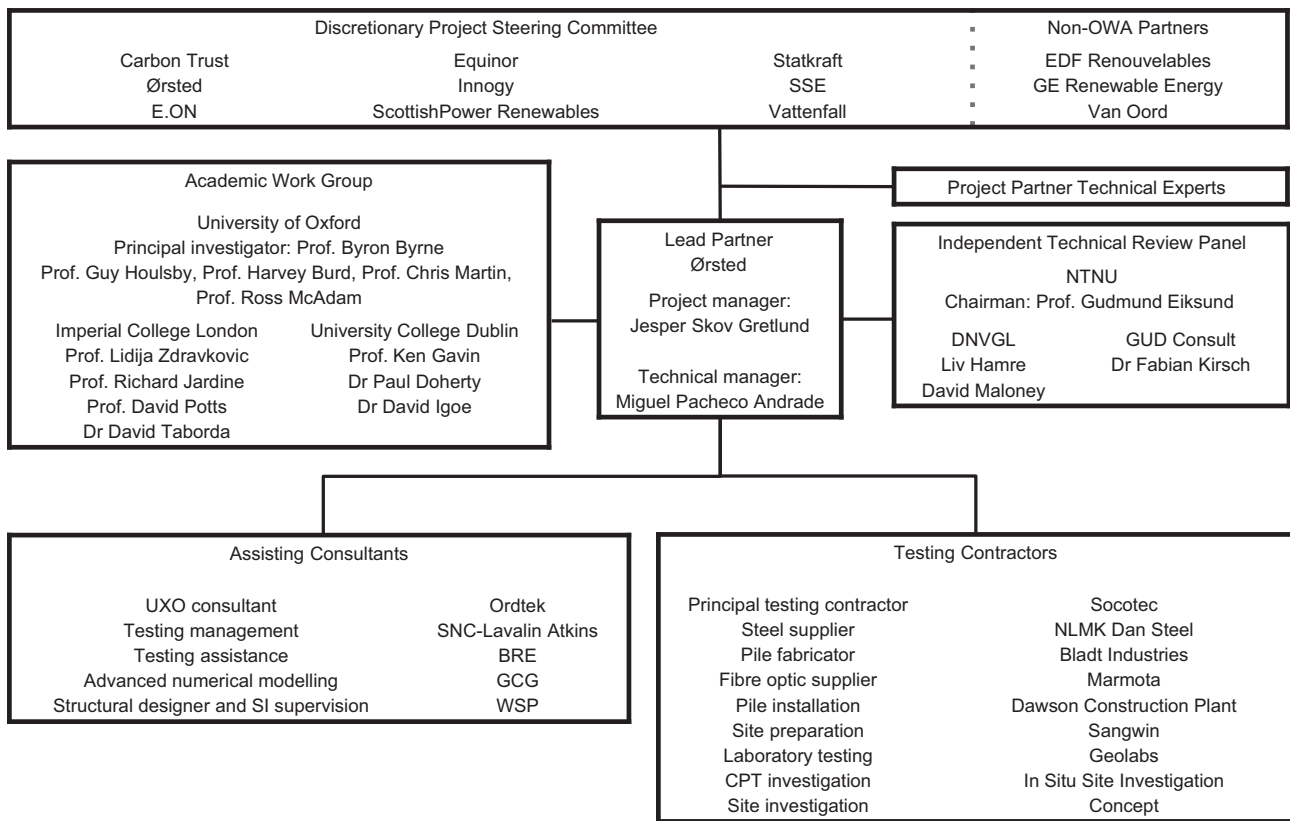 Discretionary Project Steering Committee
Carbon Trust Equinor Statkraft
Ørsted Innogy SSE
E.ON ScottishPower Renewables Vattenfall
Non-OWA Partners
EDF Renouvelables
GE Renewable Energy
Van Oord
Academic Work Group
University of Oxford
Principal investigator: Prof. Byron Byrne
Prof. Guy Houlsby, Prof. Harvey Burd, Prof. Chris Martin,
Prof. Ross McAdam
Imperial College London University College Dublin
Prof. Lidija Zdravkovic Prof. Ken Gavin
Prof. Richard Jardine Dr Paul Doherty
Prof. David Potts Dr David Igoe
Dr David Taborda
Lead Partner
Ørsted
Project manager:
Jesper Skov Gretlund
Technical manager:
Miguel Pacheco Andrade
Project Partner Technical Experts
Independent Technical Review Panel
NTNU
Chairman: Prof. Gudmund Eiksund
DNVGL GUD Consult
Liv Hamre Dr Fabian Kirsch
David Maloney
Assisting Consultants
UXO consultant Ordtek
Testing management SNC-Lavalin Atkins
Testing assistance BRE
Advanced numerical modelling GCG
Structural designer and SI supervision WSP
Testing Contractors
Principal testing contractor Socotec
Steel supplier NLMK Dan Steel
Pile fabricator Bladt Industries
Fibre optic supplier Marmota
Pile installation Dawson Construction Plant
Site preparation Sangwin
Laboratory testing Geolabs
CPT investigation In Situ Site Investigation
Site investigation Concept